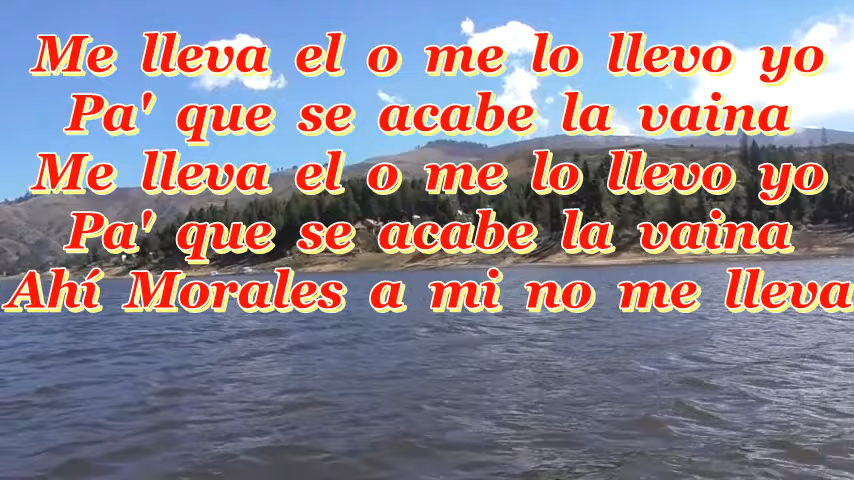 Me lleva el o me lo llevo yo
Pa' que se acabe la vaina
Me lleva el o me lo llevo yo
Pa' que se acabe la vaina
Ahí Morales a mi no me lleva